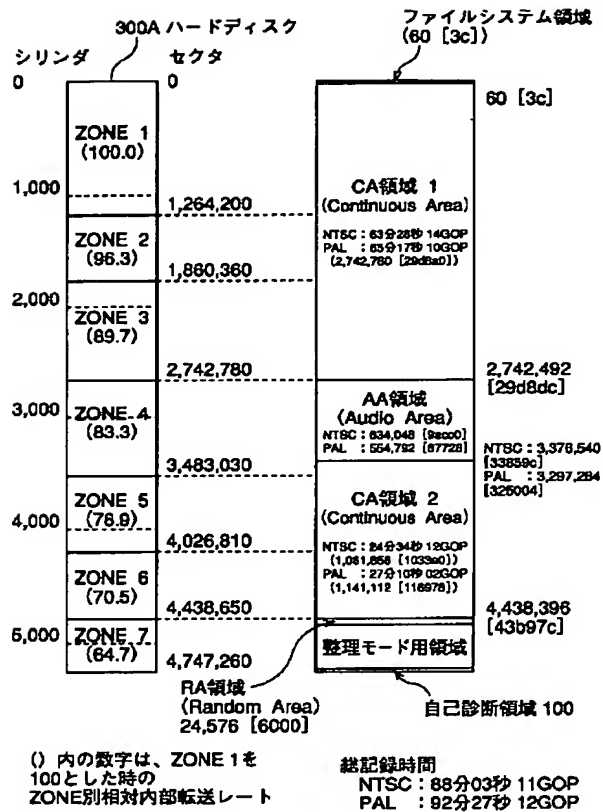 300A ハードディスク
シリンダ
セクタ
ファイルシステム領域
(60 [3c])
0
0
60 [3c]
ZONE 1
(100.0)
1,000
1,264,200
ZONE 2
(96.3)
1,860,360
2,000
ZONE 3
(89.7)
2,742,780
3,000
ZONE 4
(83.3)
3,483,030
ZONE 5
(76.9)
4,000
4,026,810
ZONE 6
(70.5)
4,438,650
5,000
ZONE 7
(64.7)
4,747,260
CA領域 1
(Continuous Area)
NTSC : 63分28秒 14GOP
PAL : 65分17秒 10GOP
(2,742,760 [29d8a0])
2,742,492
[29d8dc]
AA領域
(Audio Area)
NTSC : 634,048 [9acc0]
PAL : 554,792 [87728]
NTSC : 3,376,540
[33859c]
PAL : 3,297,284
[325004]
CA領域 2
(Continuous Area)
NTSC : 24分34秒 12GOP
(1,061,856 [1033e0])
PAL : 27分10秒 02GOP
(1,141,112 [116978])
4,438,396
[43b97c]
整理モード用領域
RA領域
(Random Area)
24,576 [6000]
自己診断領域 100
() 内の数字は、ZONE 1を
100とした時の
ZONE別相対内部転送レート
総記録時間
NTSC : 88分03秒 11GOP
PAL : 92分27秒 12GOP